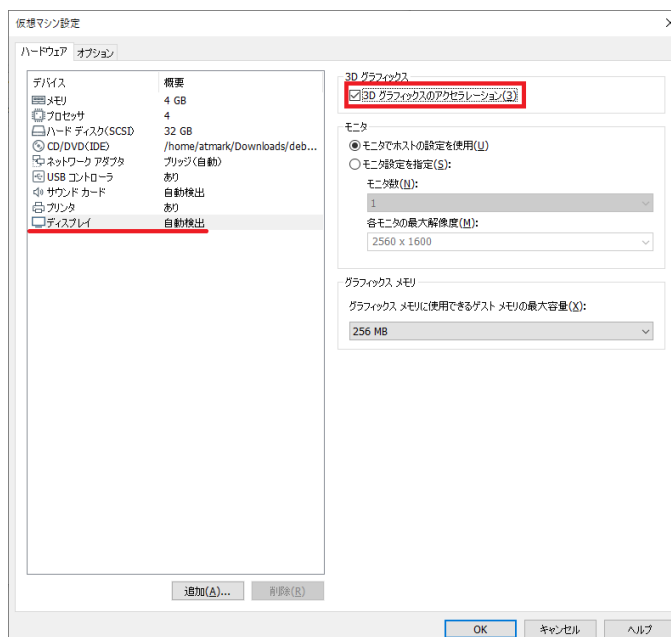 仮想マシン設定
ハードウェア オプション
デバイス 概要
メモリ 4 GB
プロセッサ 4
ハード ディスク(SCSI) 32 GB
CD/DVD(IDE) /home/atmark/Downloads/deb...
ネットワーク アダプタ ブリッジ(自動)
USB コントローラ あり
サウンド カード 自動検出
プリンタ あり
ディスプレイ 自動検出
追加(A)... 削除(R)
3D グラフィックス
3D グラフィックスのアクセラレーション(3)
モニタ
モニタでホストの設定を使用(U)
モニタ設定を指定(S):
モニタ数(N):
1
各モニタの最大解像度(M):
2560 x 1600
グラフィックス メモリ
グラフィックス メモリに使用できるゲスト メモリの最大容量(X):
256 MB
OK キャンセル ヘルプ